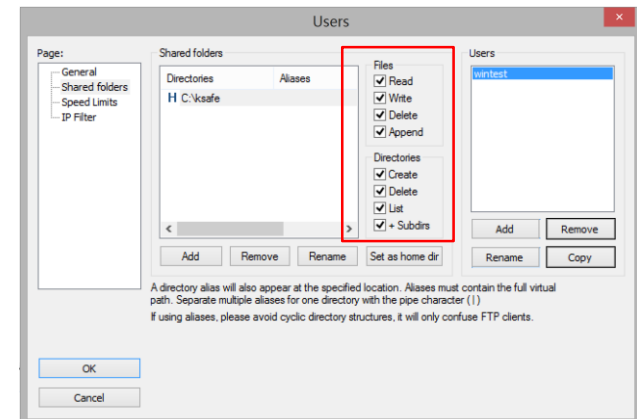 Users
Page:
General
Shared folders
Speed Limits
IP Filter
Shared folders
Directories Aliases
H C:\ksafe
Files
Read
Write
Delete
Append
Directories
Create
Delete
List
+ Subdirs
Add Remove Rename Set as home dir
Users
wintest
Add Remove
Rename Copy
A directory alias will also appear at the specified location. Aliases must contain the full virtual
path. Separate multiple aliases for one directory with the pipe character ( | )
If using aliases, please avoid cyclic directory structures, it will only confuse FTP clients.
OK
Cancel